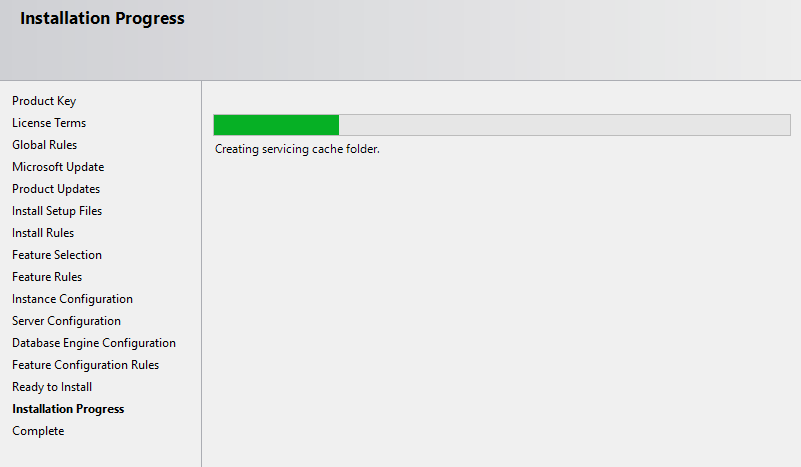 Installation Progress
Product Key
License Terms
Global Rules
Microsoft Update
Product Updates
Install Setup Files
Install Rules
Feature Selection
Feature Rules
Instance Configuration
Server Configuration
Database Engine Configuration
Feature Configuration Rules
Ready to Install
Installation Progress
Complete
Creating servicing cache folder.